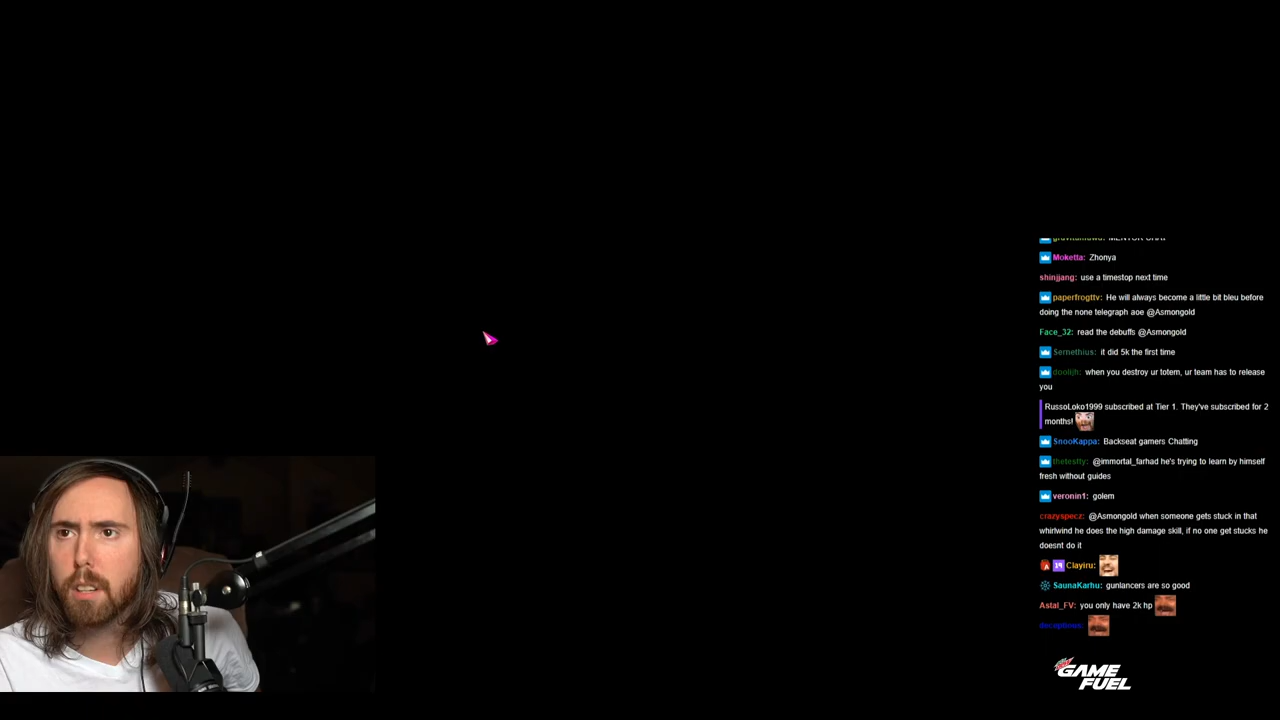 Moketta: Zhonya
shinjjang: use a timestop next time
paperfrogttv: He will always become a little bit bleu before
doing the none telegraph aoe @Asmongold
Face_32: read the debuffs @Asmongold
Sernethius: it did 5k the first time
doolijh: when you destroy ur totem, ur team has to release
you
RussoLoko1999 subscribed at Tier 1. They've subscribed for 2
months!
SnooKappa: Backseat gamers Chatting
thetestty: @immortal_farhad he's trying to learn by himself
fresh without guides
veronin1: golem
crazyspecz: @Asmongold when someone gets stuck in that
whirlwind he does the high damage skill, if no one get stucks he
doesnt do it
Clayiru:
SaunaKarhu: gunlancers are so good
Astal_FV: you only have 2k hp
GAME
FUEL